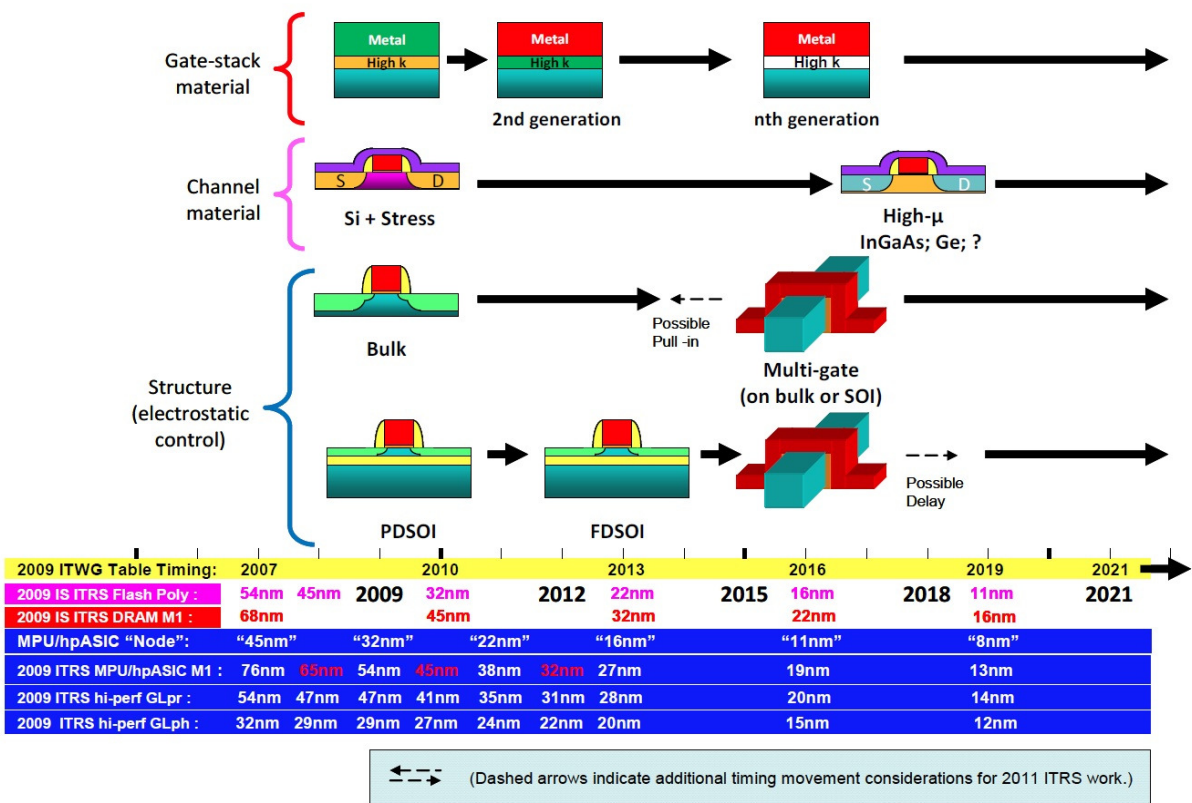 Gate-stack
material
Metal
High k
Metal
High k
2nd generation
Metal
High k
nth generation
Channel
material
S
D
Si + Stress
S
D
High-µ
InGaAs; Ge; ?
Structure
(electrostatic
control)
Bulk
Possible
Pull -in
Multi-gate
(on bulk or SOI)
PDSOI
FDSOI
Possible
Delay
2009 ITWG Table Timing: 2007 2010 2013 2016 2019 2021
2009 IS ITRS Flash Poly : 54nm 45nm 2009 32nm 2012 22nm 2015 16nm 2018 11nm 2021
2009 IS ITRS DRAM M1 : 68nm 45nm 32nm 22nm 16nm
MPU/hpASIC “Node”: “45nm” “32nm” “22nm” “16nm” “11nm” “8nm”
2009 ITRS MPU/hpASIC M1 : 76nm 65nm 54nm 45nm 38nm 32nm 27nm 19nm 13nm
2009 ITRS hi-perf GLpr : 54nm 47nm 47nm 41nm 35nm 31nm 28nm 20nm 14nm
2009 ITRS hi-perf GLph : 32nm 29nm 29nm 27nm 24nm 22nm 20nm 15nm 12nm
(Dashed arrows indicate additional timing movement considerations for 2011 ITRS work.)